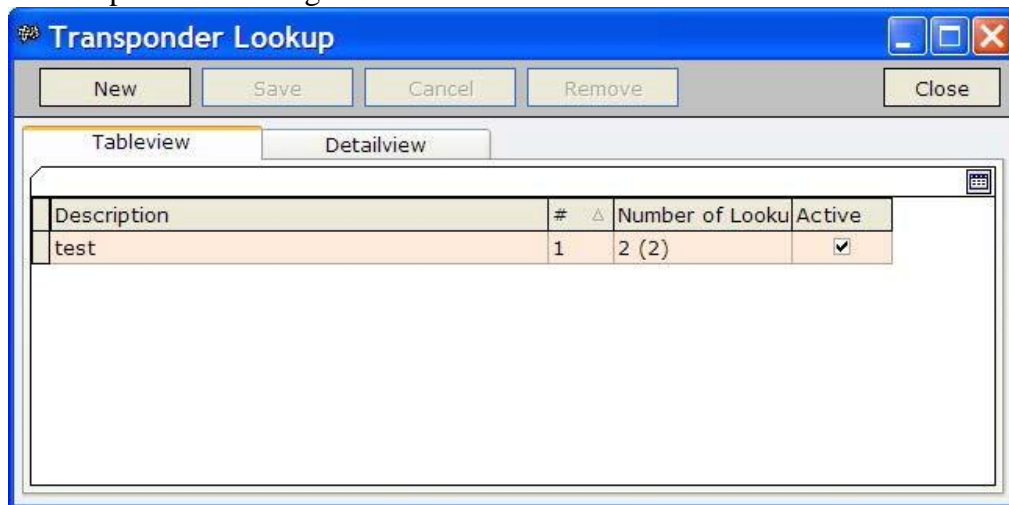 Transponder Lookup
New Save Cancel Remove Close
Tableview Detailview
Description # Number of Looku Active
test 1 2 (2)